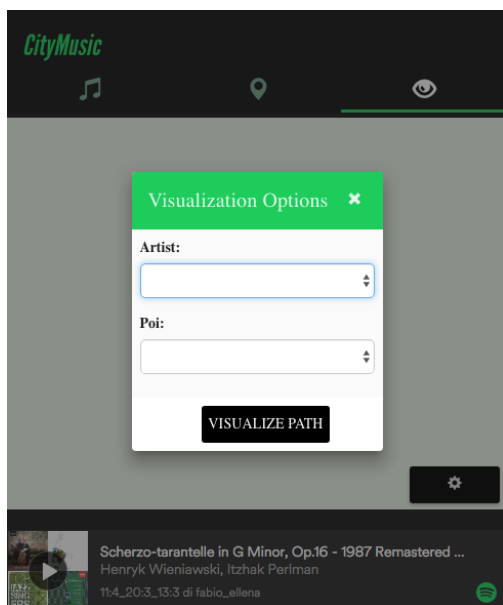 CityMusic
Visualization Options
Artist:
Poi:
VISUALIZE PATH
Scherzo-tarantelle in G Minor, Op.16 - 1987 Remastered ...
Henryk Wieniawski, Itzhak Perlman
11:4_20:3_13:3 di fabio_ellena